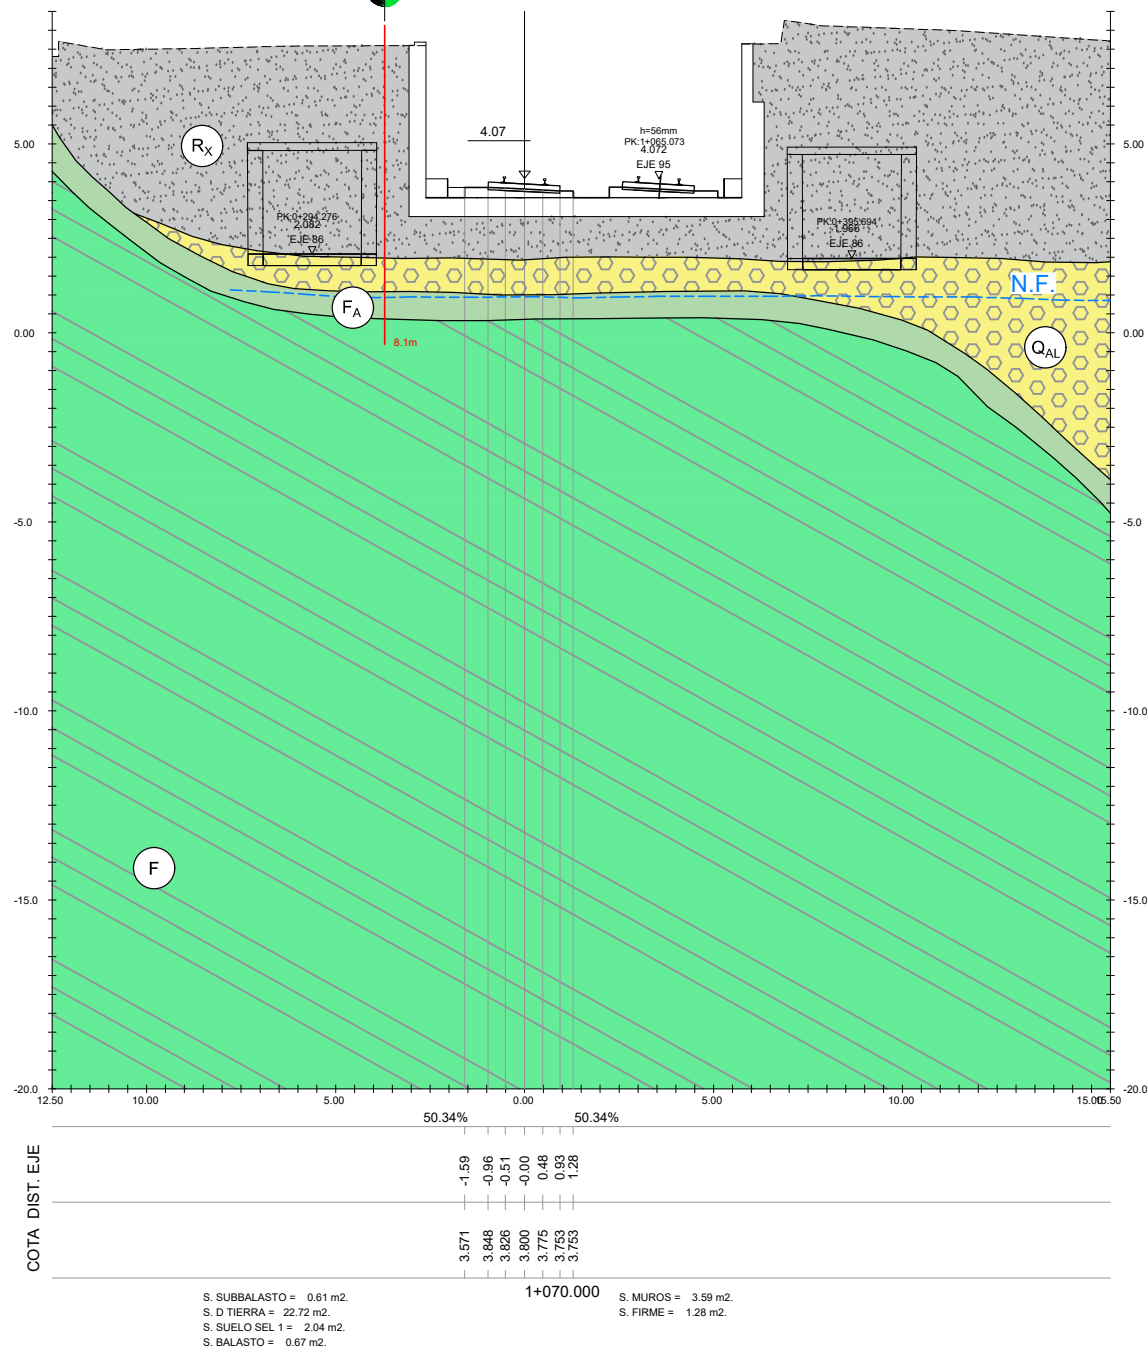 4.07
h=56mm
PK:1+065.073
4.072
EJE 95
5.00
5.00
RX
PK:0+294.276
2.082
EJE 86
PK:0+395.694
1.966
EJE 86
N.F.
FA
0.00
0.00
8.1m
QAL
-5.0
-5.0
-10.0
-10.0
F
-15.0
-15.0
-20.0
-20.0
12.50 10.00 5.00 0.00 5.00 10.00 15.00 15.50
50.34% 50.34%
DIST. EJE
-1.59 -0.96 -0.51 -0.00 0.48 0.93 1.28
COTA
3.571 3.848 3.826 3.800 3.775 3.753 3.753
1+070.000
S. SUBBALASTO = 0.61 m2.
S. D TIERRA = 22.72 m2.
S. SUELO SEL 1 = 2.04 m2.
S. BALASTO = 0.67 m2.
S. MUROS = 3.59 m2.
S. FIRME = 1.28 m2.